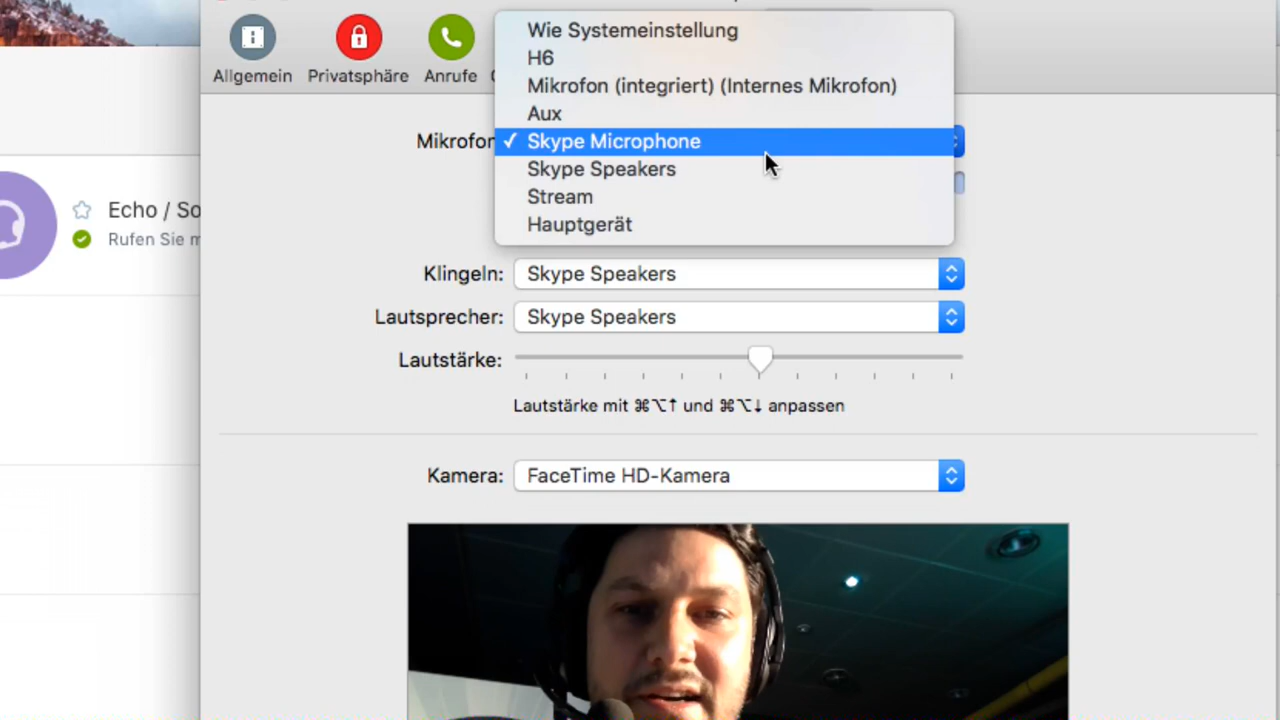 Allgemein Privatsphäre Anrufe
Wie Systemeinstellung
H6
Mikrofon (integriert) (Internes Mikrofon)
Aux
Mikrofon ✓ Skype Microphone
Skype Speakers
Stream
Hauptgerät
Echo / So
Rufen Sie m
Klingeln: Skype Speakers
Lautsprecher: Skype Speakers
Lautstärke:
Lautstärke mit ⌘⌥↑ und ⌘⌥↓ anpassen
Kamera: FaceTime HD-Kamera